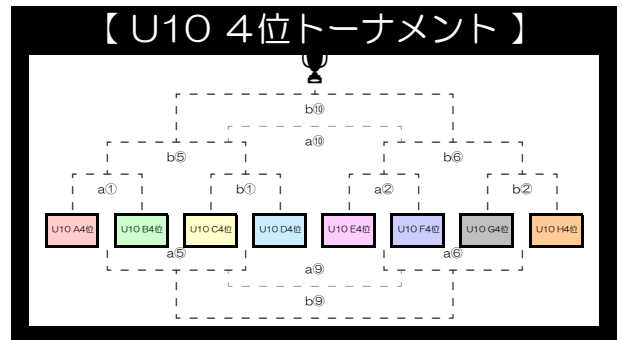 【 U10 4位トーナメント 】
b⑩
a⑩
b⑤ b⑥
a① b① a② b②
U10 A4位 U10 B4位 U10 C4位 U10 D4位 U10 E4位 U10 F4位 U10 G4位 U10 H4位
a⑤ a⑥
a⑨
b⑨